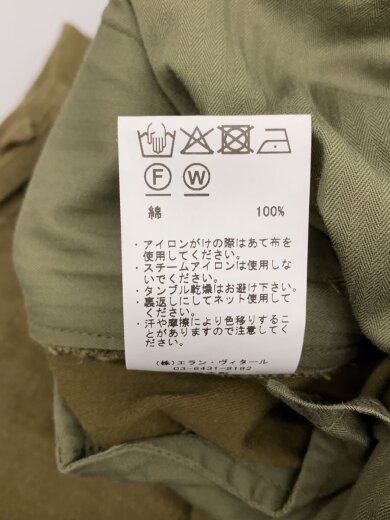 F W
綿 100%
・アイロンがけの際はあて布を
使用してください。
・スチームアイロンは使用しな
いでください。
・タンブル乾燥はお避け下さい。
・裏返しにしてネット使用して
ください。
・汗や摩擦により色移りするこ
とがありますので注意してく
ださい。
(株)エラン・ヴィタール
03-6431-8182